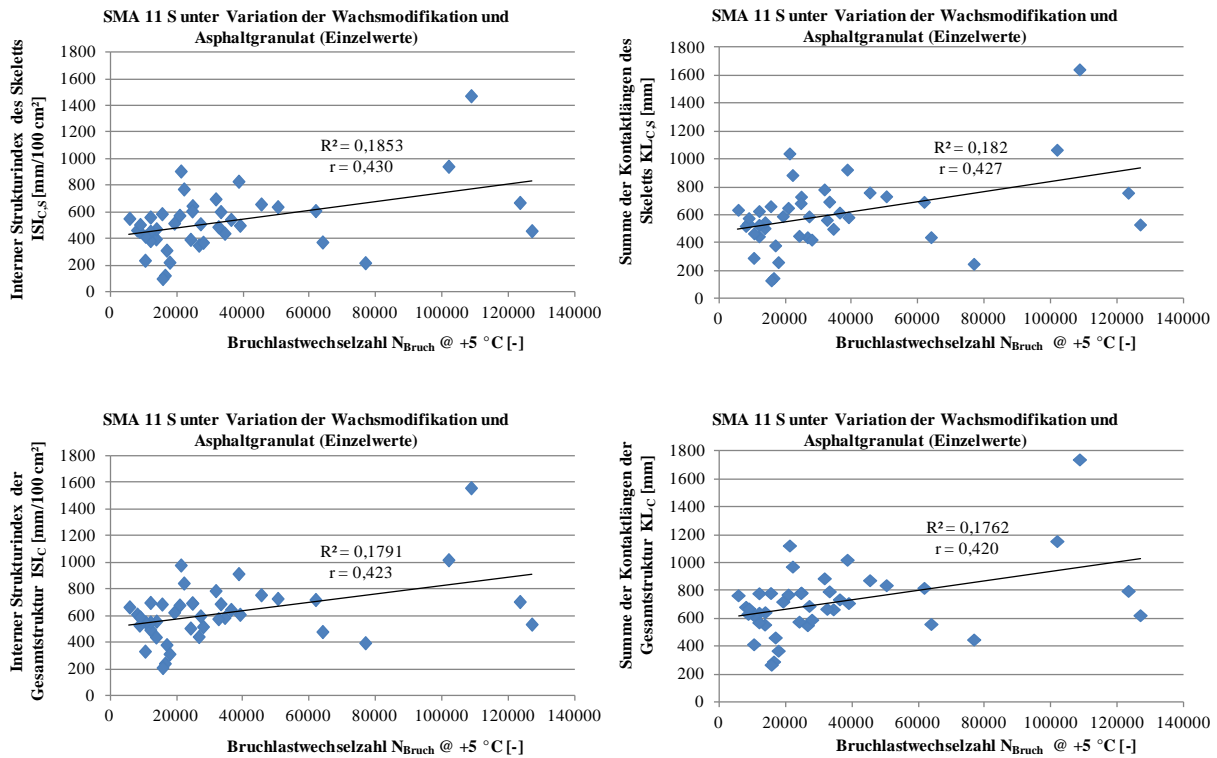 SMA 11 S unter Variation der Wachsmodifikation und
Asphaltgranulat (Einzelwerte)
Interner Strukturindex des Skeletts
ISI_C,S [mm/100 cm²]
1800
1600
1400
1200
1000
800
600
400
200
0
R² = 0,1853
r = 0,430
0 20000 40000 60000 80000 100000 120000 140000
Bruchlastwechselzahl N_Bruch @ +5 °C [-]
SMA 11 S unter Variation der Wachsmodifikation und
Asphaltgranulat (Einzelwerte)
Summe der Kontaktlängen des
Skeletts KL_C,S [mm]
1800
1600
1400
1200
1000
800
600
400
200
0
R² = 0,182
r = 0,427
0 20000 40000 60000 80000 100000 120000 140000
Bruchlastwechselzahl N_Bruch @ +5 °C [-]
SMA 11 S unter Variation der Wachsmodifikation und
Asphaltgranulat (Einzelwerte)
Interner Strukturindex der
Gesamtstruktur ISI_C [mm/100 cm²]
1800
1600
1400
1200
1000
800
600
400
200
0
R² = 0,1791
r = 0,423
0 20000 40000 60000 80000 100000 120000 140000
Bruchlastwechselzahl N_Bruch @ +5 °C [-]
SMA 11 S unter Variation der Wachsmodifikation und
Asphaltgranulat (Einzelwerte)
Summe der Kontaktlängen der
Gesamtstruktur KL_C [mm]
1800
1600
1400
1200
1000
800
600
400
200
0
R² = 0,1762
r = 0,420
0 20000 40000 60000 80000 100000 120000 140000
Bruchlastwechselzahl N_Bruch @ +5 °C [-]